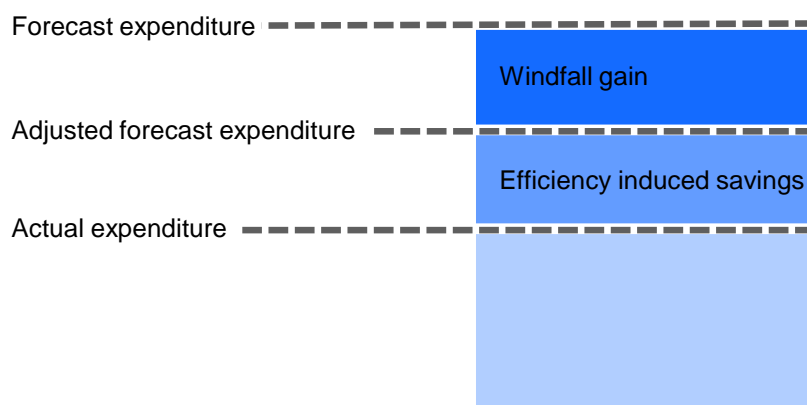 Forecast expenditure
Windfall gain
Adjusted forecast expenditure
Efficiency induced savings
Actual expenditure